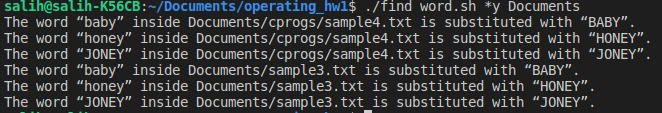 salih@salih-K56CB:~/Documents/operating_hw1$ ./find word.sh *y Documents
The word “baby” inside Documents/cprogs/sample4.txt is substituted with “BABY”.
The word “honey” inside Documents/cprogs/sample4.txt is substituted with “HONEY”.
The word “JONEY” inside Documents/cprogs/sample4.txt is substituted with “JONEY”.
The word “baby” inside Documents/sample3.txt is substituted with “BABY”.
The word “honey” inside Documents/sample3.txt is substituted with “HONEY”.
The word “JONEY” inside Documents/sample3.txt is substituted with “JONEY”.